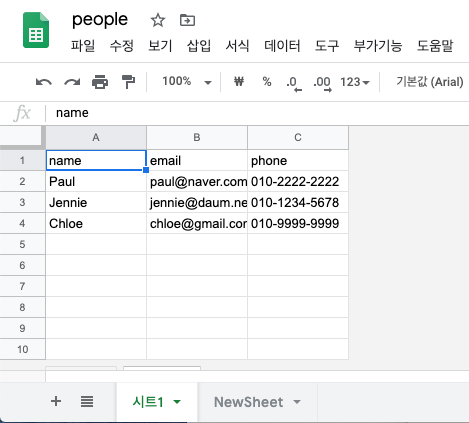 people
파일 수정 보기 삽입 서식 데이터 도구 부가기능 도움말
100% ₩ % .0 .00 123 기본값 (Arial)
fx name
A B C
1 name email phone
2 Paul paul@naver.com 010-2222-2222
3 Jennie jennie@daum.ne 010-1234-5678
4 Chloe chloe@gmail.cor 010-9999-9999
5
6
7
8
9
10
시트1 NewSheet